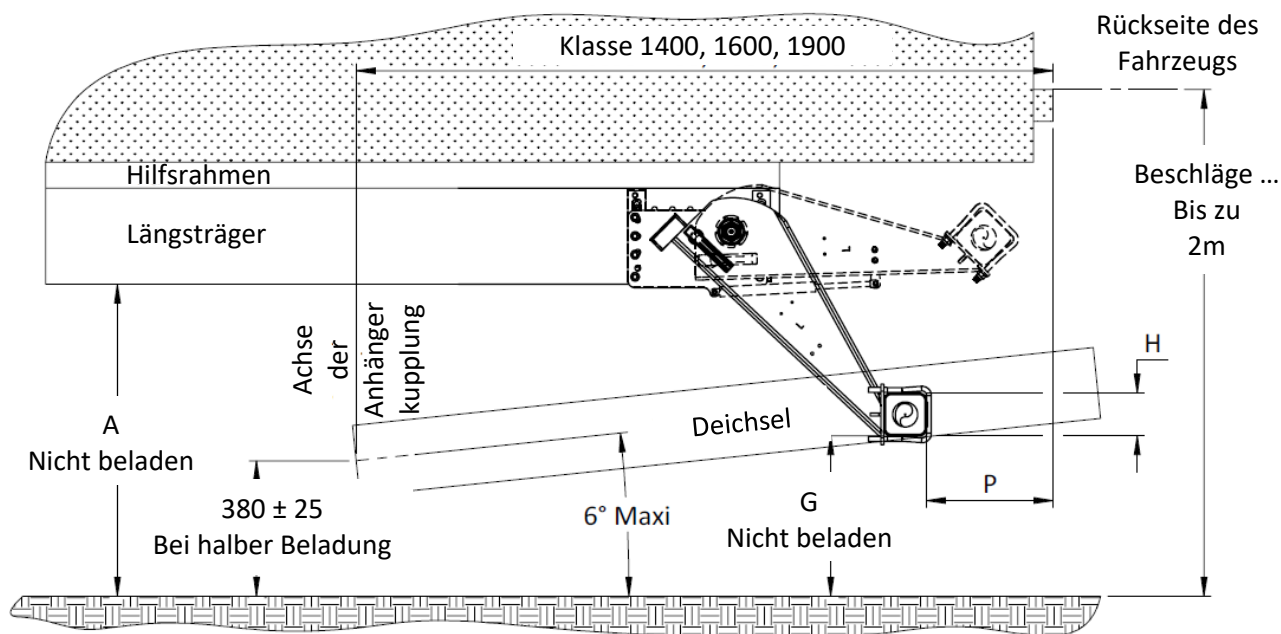 Klasse 1400, 1600, 1900
Rückseite des
Fahrzeugs
Hilfsrahmen
Längsträger
Beschläge ...
Bis zu
2m
Achse
der
Anhänger
kupplung
H
Deichsel
A
Nicht beladen
P
380 ± 25
Bei halber Beladung
6° Maxi
G
Nicht beladen
L
L